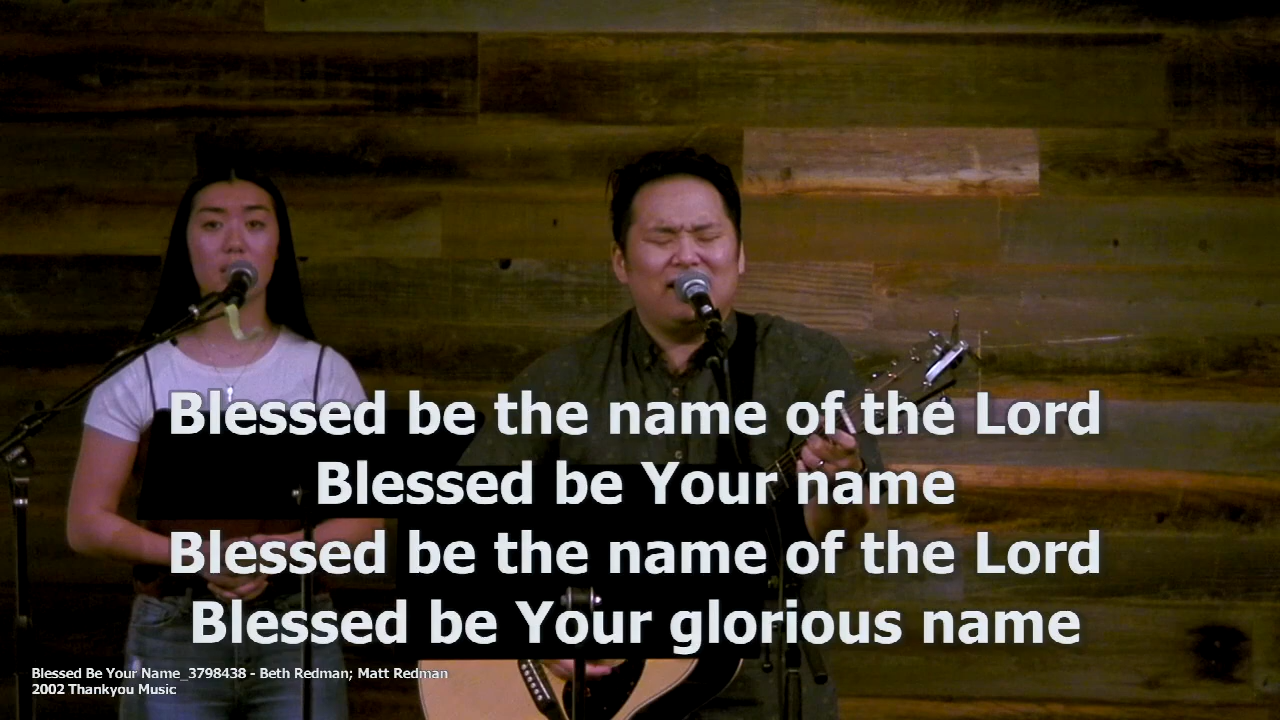 Blessed be the name of the Lord
Blessed be Your name
Blessed be the name of the Lord
Blessed be Your glorious name
Blessed Be Your Name_3798438 - Beth Redman; Matt Redman
2002 Thankyou Music